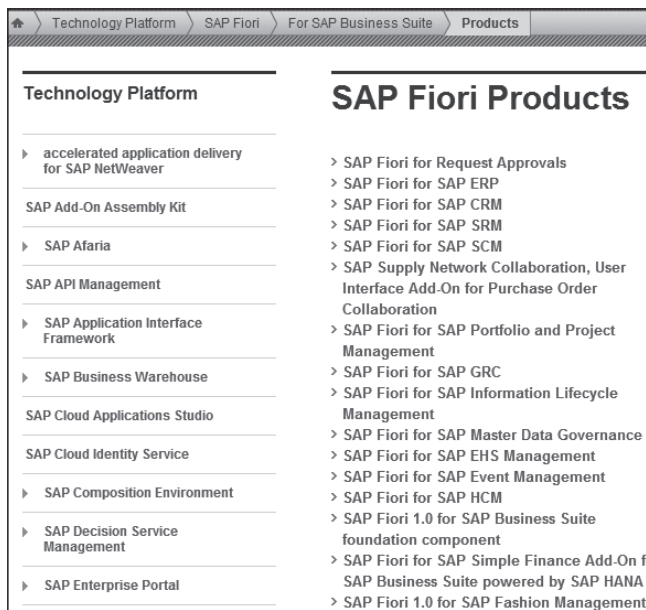 Technology Platform SAP Fiori For SAP Business Suite Products
Technology Platform
accelerated application delivery
for SAP NetWeaver
SAP Add-On Assembly Kit
SAP Afaria
SAP API Management
SAP Application Interface
Framework
SAP Business Warehouse
SAP Cloud Applications Studio
SAP Cloud Identity Service
SAP Composition Environment
SAP Decision Service
Management
SAP Enterprise Portal
SAP Fiori Products
> SAP Fiori for Request Approvals
> SAP Fiori for SAP ERP
> SAP Fiori for SAP CRM
> SAP Fiori for SAP SRM
> SAP Fiori for SAP SCM
> SAP Supply Network Collaboration, User
Interface Add-On for Purchase Order
Collaboration
> SAP Fiori for SAP Portfolio and Project
Management
> SAP Fiori for SAP GRC
> SAP Fiori for SAP Information Lifecycle
Management
> SAP Fiori for SAP Master Data Governance
> SAP Fiori for SAP EHS Management
> SAP Fiori for SAP Event Management
> SAP Fiori for SAP HCM
> SAP Fiori 1.0 for SAP Business Suite
foundation component
> SAP Fiori for SAP Simple Finance Add-On f
SAP Business Suite powered by SAP HANA
> SAP Fiori 1.0 for SAP Fashion Management